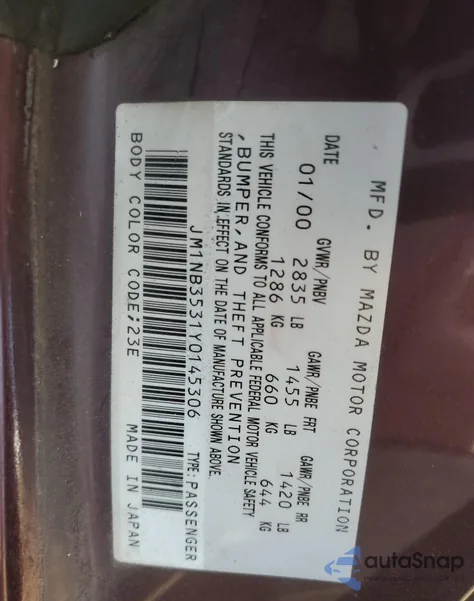 MFD. BY MAZDA MOTOR CORPORATION
DATE GVWR/PNBV GAWR/PNBE FRT GAWR/PNBE RR
01/00 2835 LB 1455 LB 1420 LB
1286 KG 660 KG 644 KG
THIS VEHICLE CONFORMS TO ALL APPLICABLE FEDERAL MOTOR VEHICLE SAFETY
, BUMPER, AND THEFT PREVENTION
STANDARDS IN EFFECT ON THE DATE OF MANUFACTURE SHOWN ABOVE.
JM1NB3531Y0145306 TYPE:PASSENGER
BODY COLOR CODE;23E MADE IN JAPAN
autoSnap